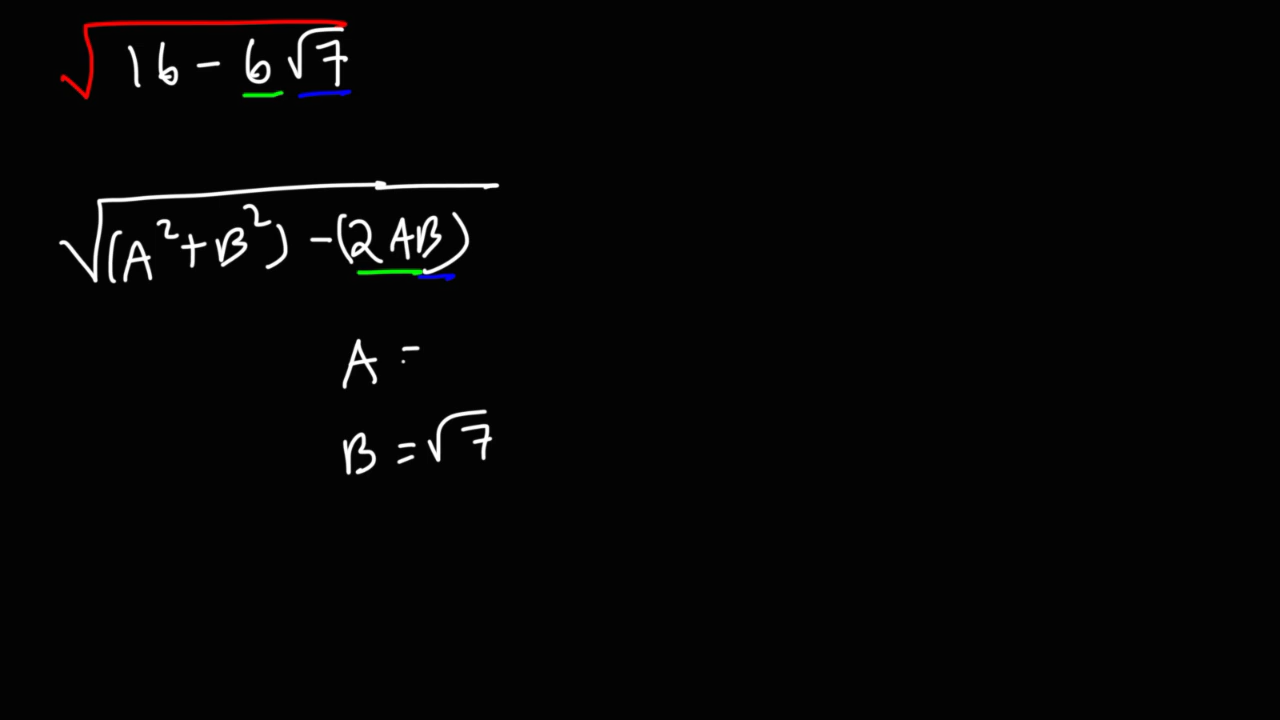 √(16 - 6√7)
√((A²+B²) - (2AB))
A =
B = √7